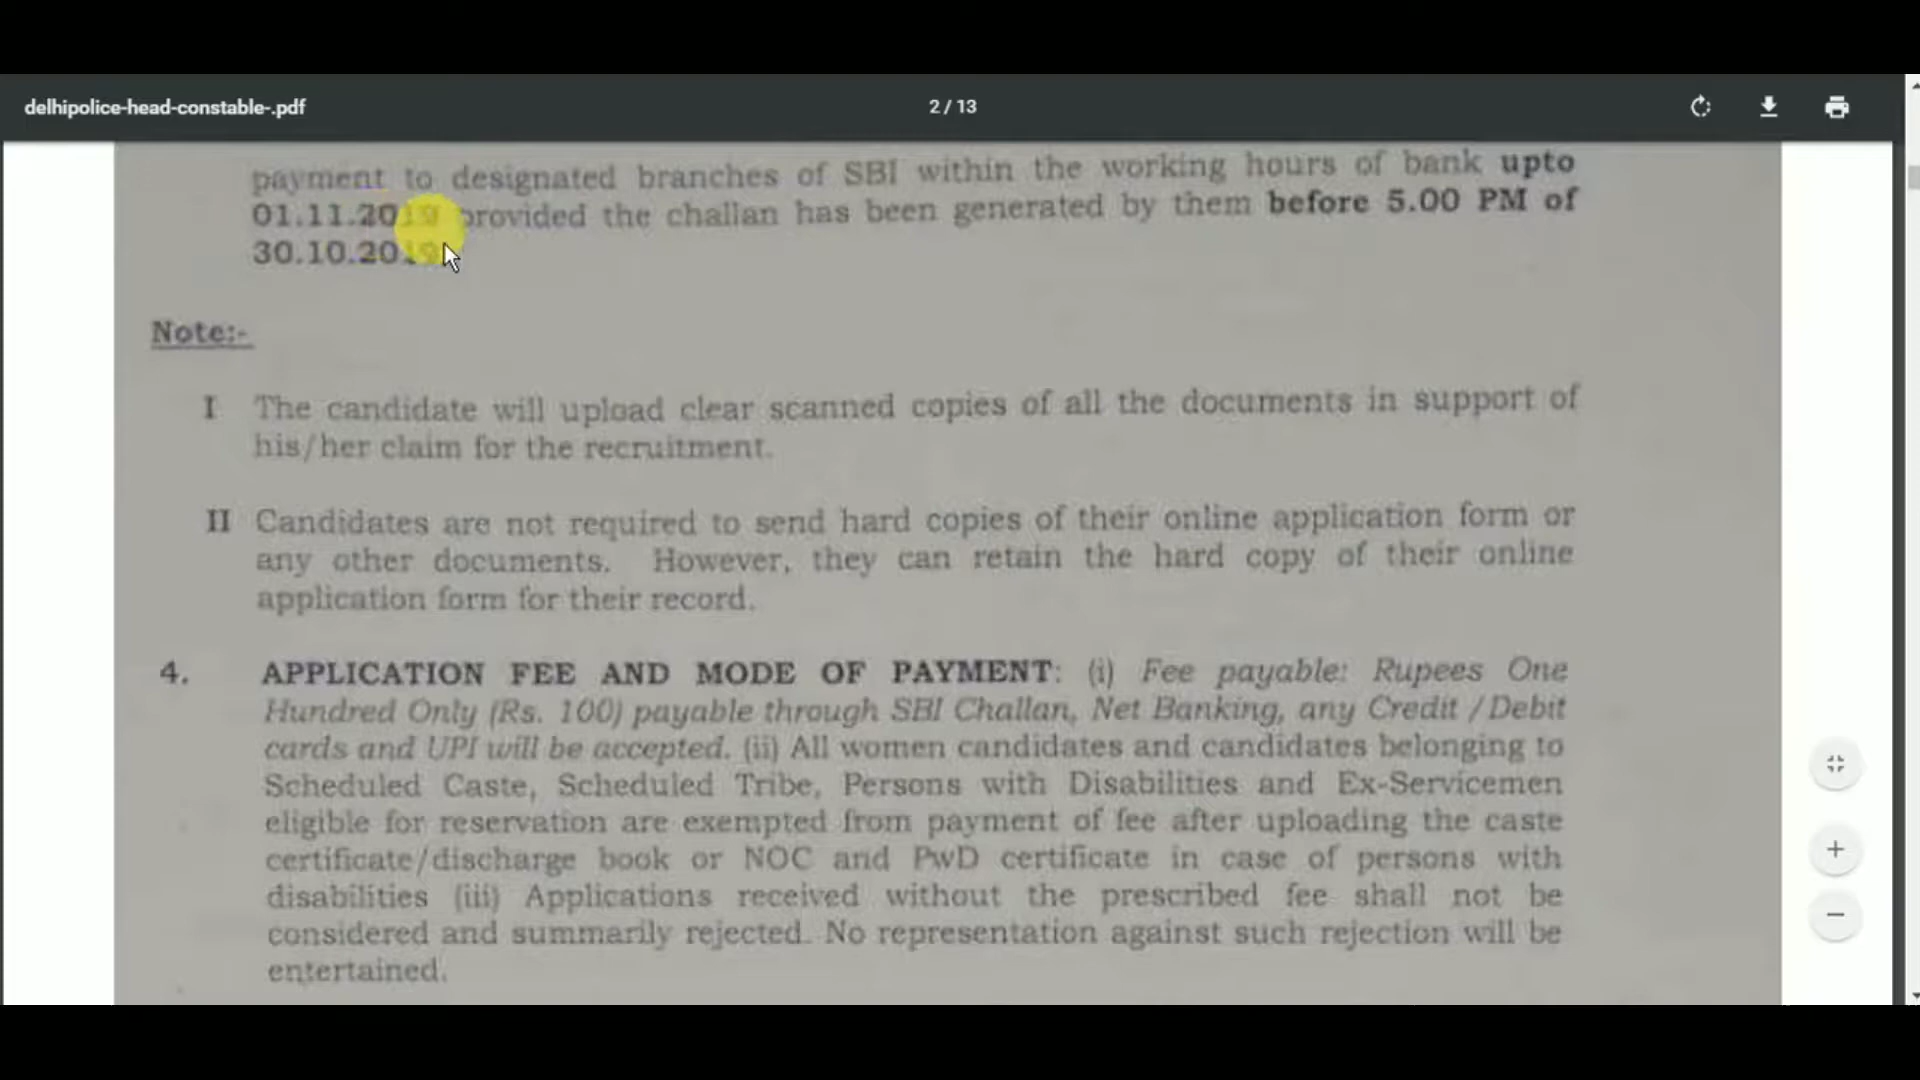 delhipolice-head-constable-.pdf
2 / 13
payment to designated branches of SBI within the working hours of bank upto
01.11.2019 provided the challan has been generated by them before 5.00 PM of
30.10.2019
Note:-
I The candidate will upload clear scanned copies of all the documents in support of
his/her claim for the recruitment.
II Candidates are not required to send hard copies of their online application form or
any other documents. However, they can retain the hard copy of their online
application form for their record.
4. APPLICATION FEE AND MODE OF PAYMENT: (i) Fee payable: Rupees One
Hundred Only (Rs. 100) payable through SBI Challan, Net Banking, any Credit /Debit
cards and UPI will be accepted. (ii) All women candidates and candidates belonging to
Scheduled Caste, Scheduled Tribe, Persons with Disabilities and Ex-Servicemen
eligible for reservation are exempted from payment of fee after uploading the caste
certificate/discharge book or NOC and PwD certificate in case of persons with
disabilities (iii) Applications received without the prescribed fee shall not be
considered and summarily rejected. No representation against such rejection will be
entertained.